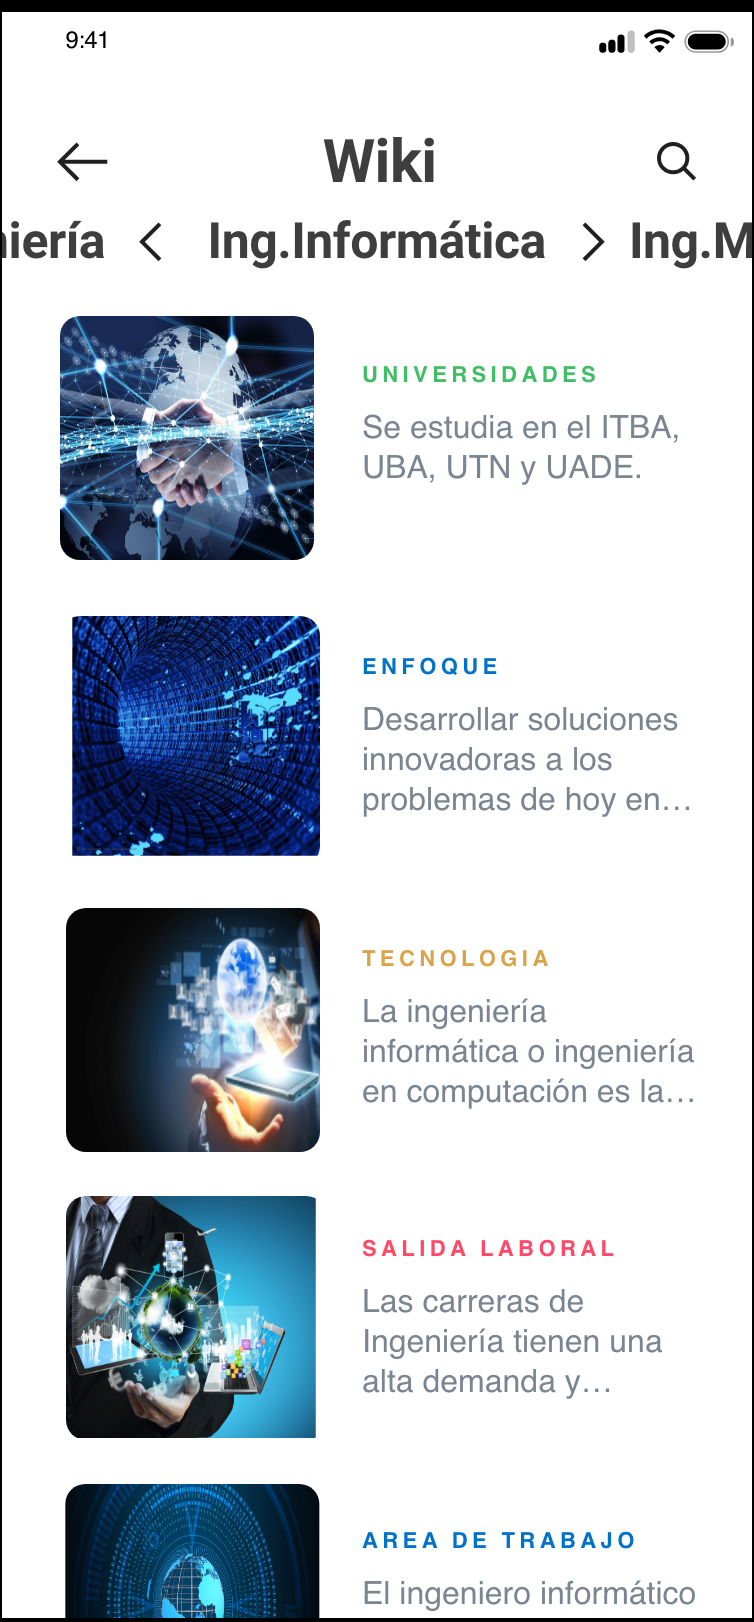 9:41
Wiki
niería Ing.Informática Ing.M
UNIVERSIDADES
Se estudia en el ITBA,
UBA, UTN y UADE.
ENFOQUE
Desarrollar soluciones
innovadoras a los
problemas de hoy en...
TECNOLOGIA
La ingeniería
informática o ingeniería
en computación es la...
SALIDA LABORAL
Las carreras de
Ingeniería tienen una
alta demanda y...
AREA DE TRABAJO
El ingeniero informático